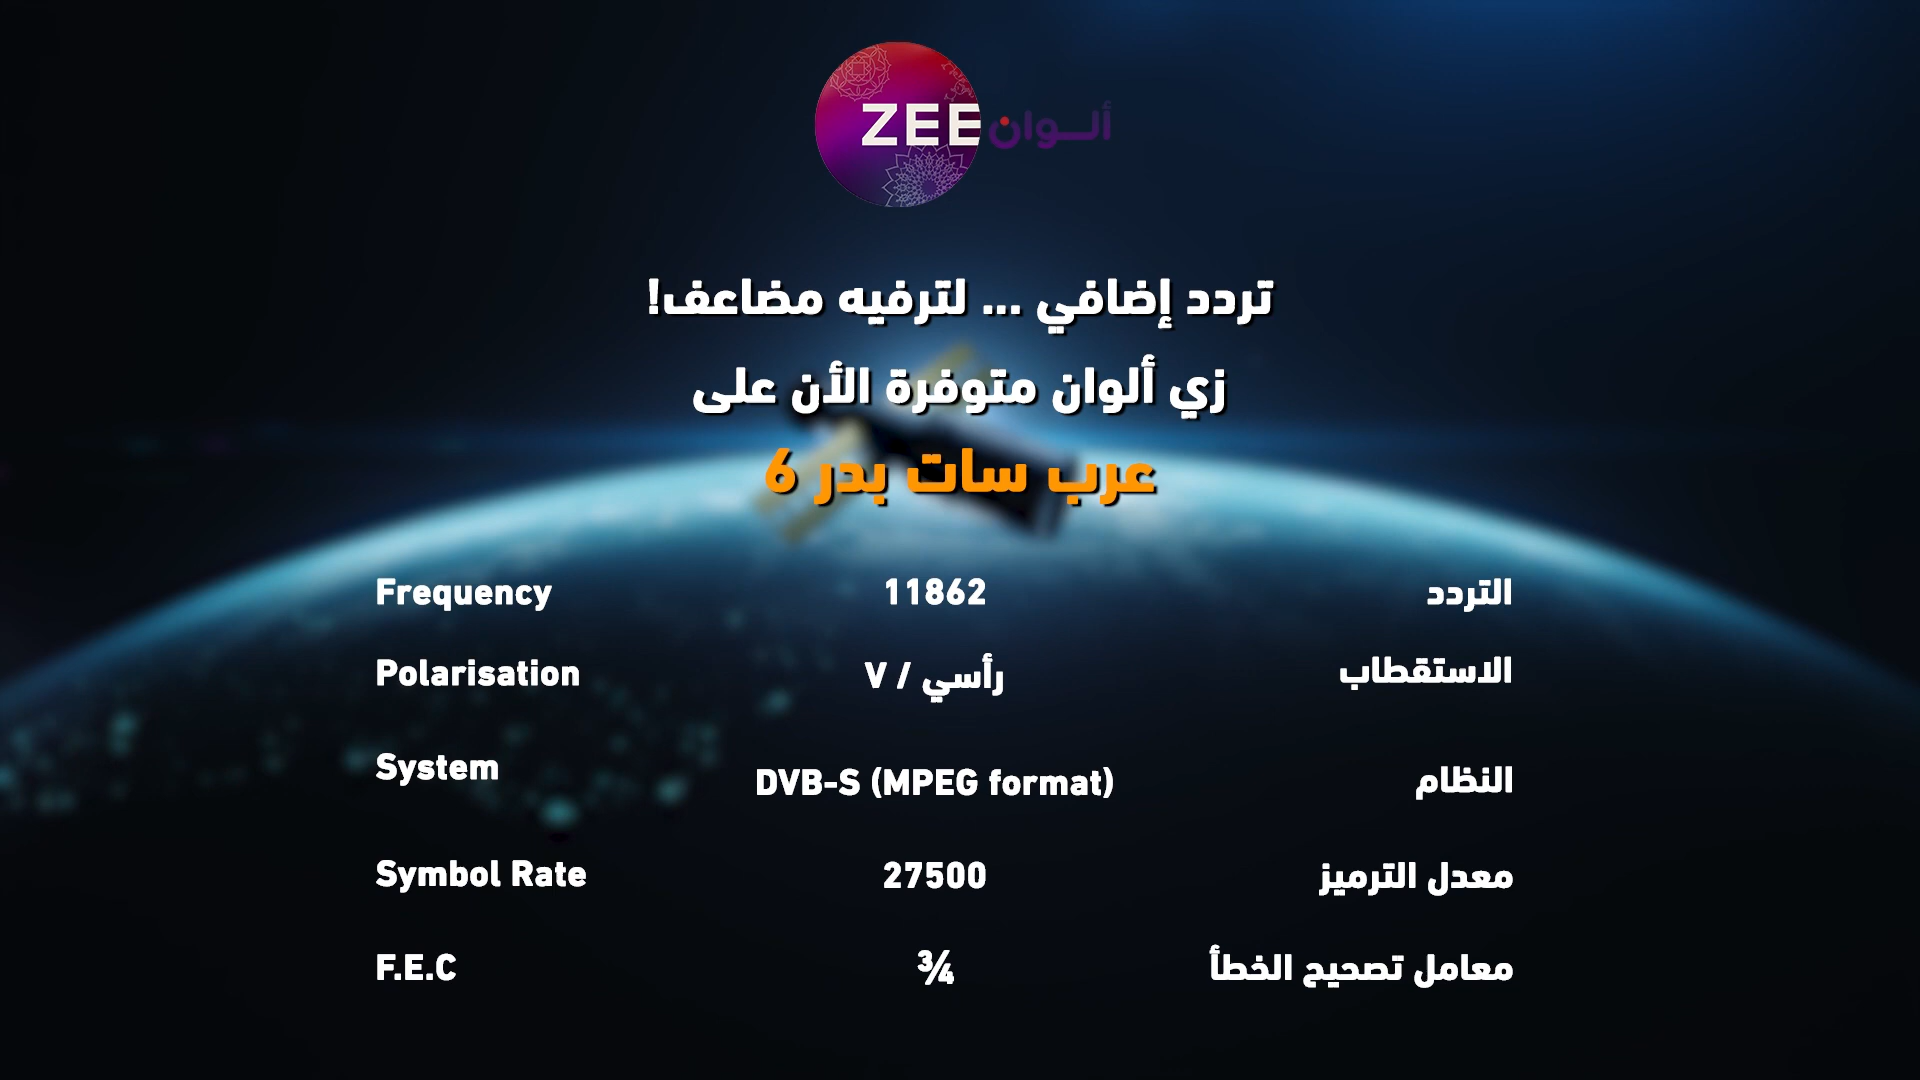 ZEE ألوان
تردد إضافي ... لترفيه مضاعف!
زي ألوان متوفرة الأن على
عرب سات بدر 6
Frequency 11862 التردد
Polarisation رأسي / V الاستقطاب
System DVB-S (MPEG format) النظام
Symbol Rate 27500 معدل الترميز
F.E.C ¾ معامل تصحيح الخطأ